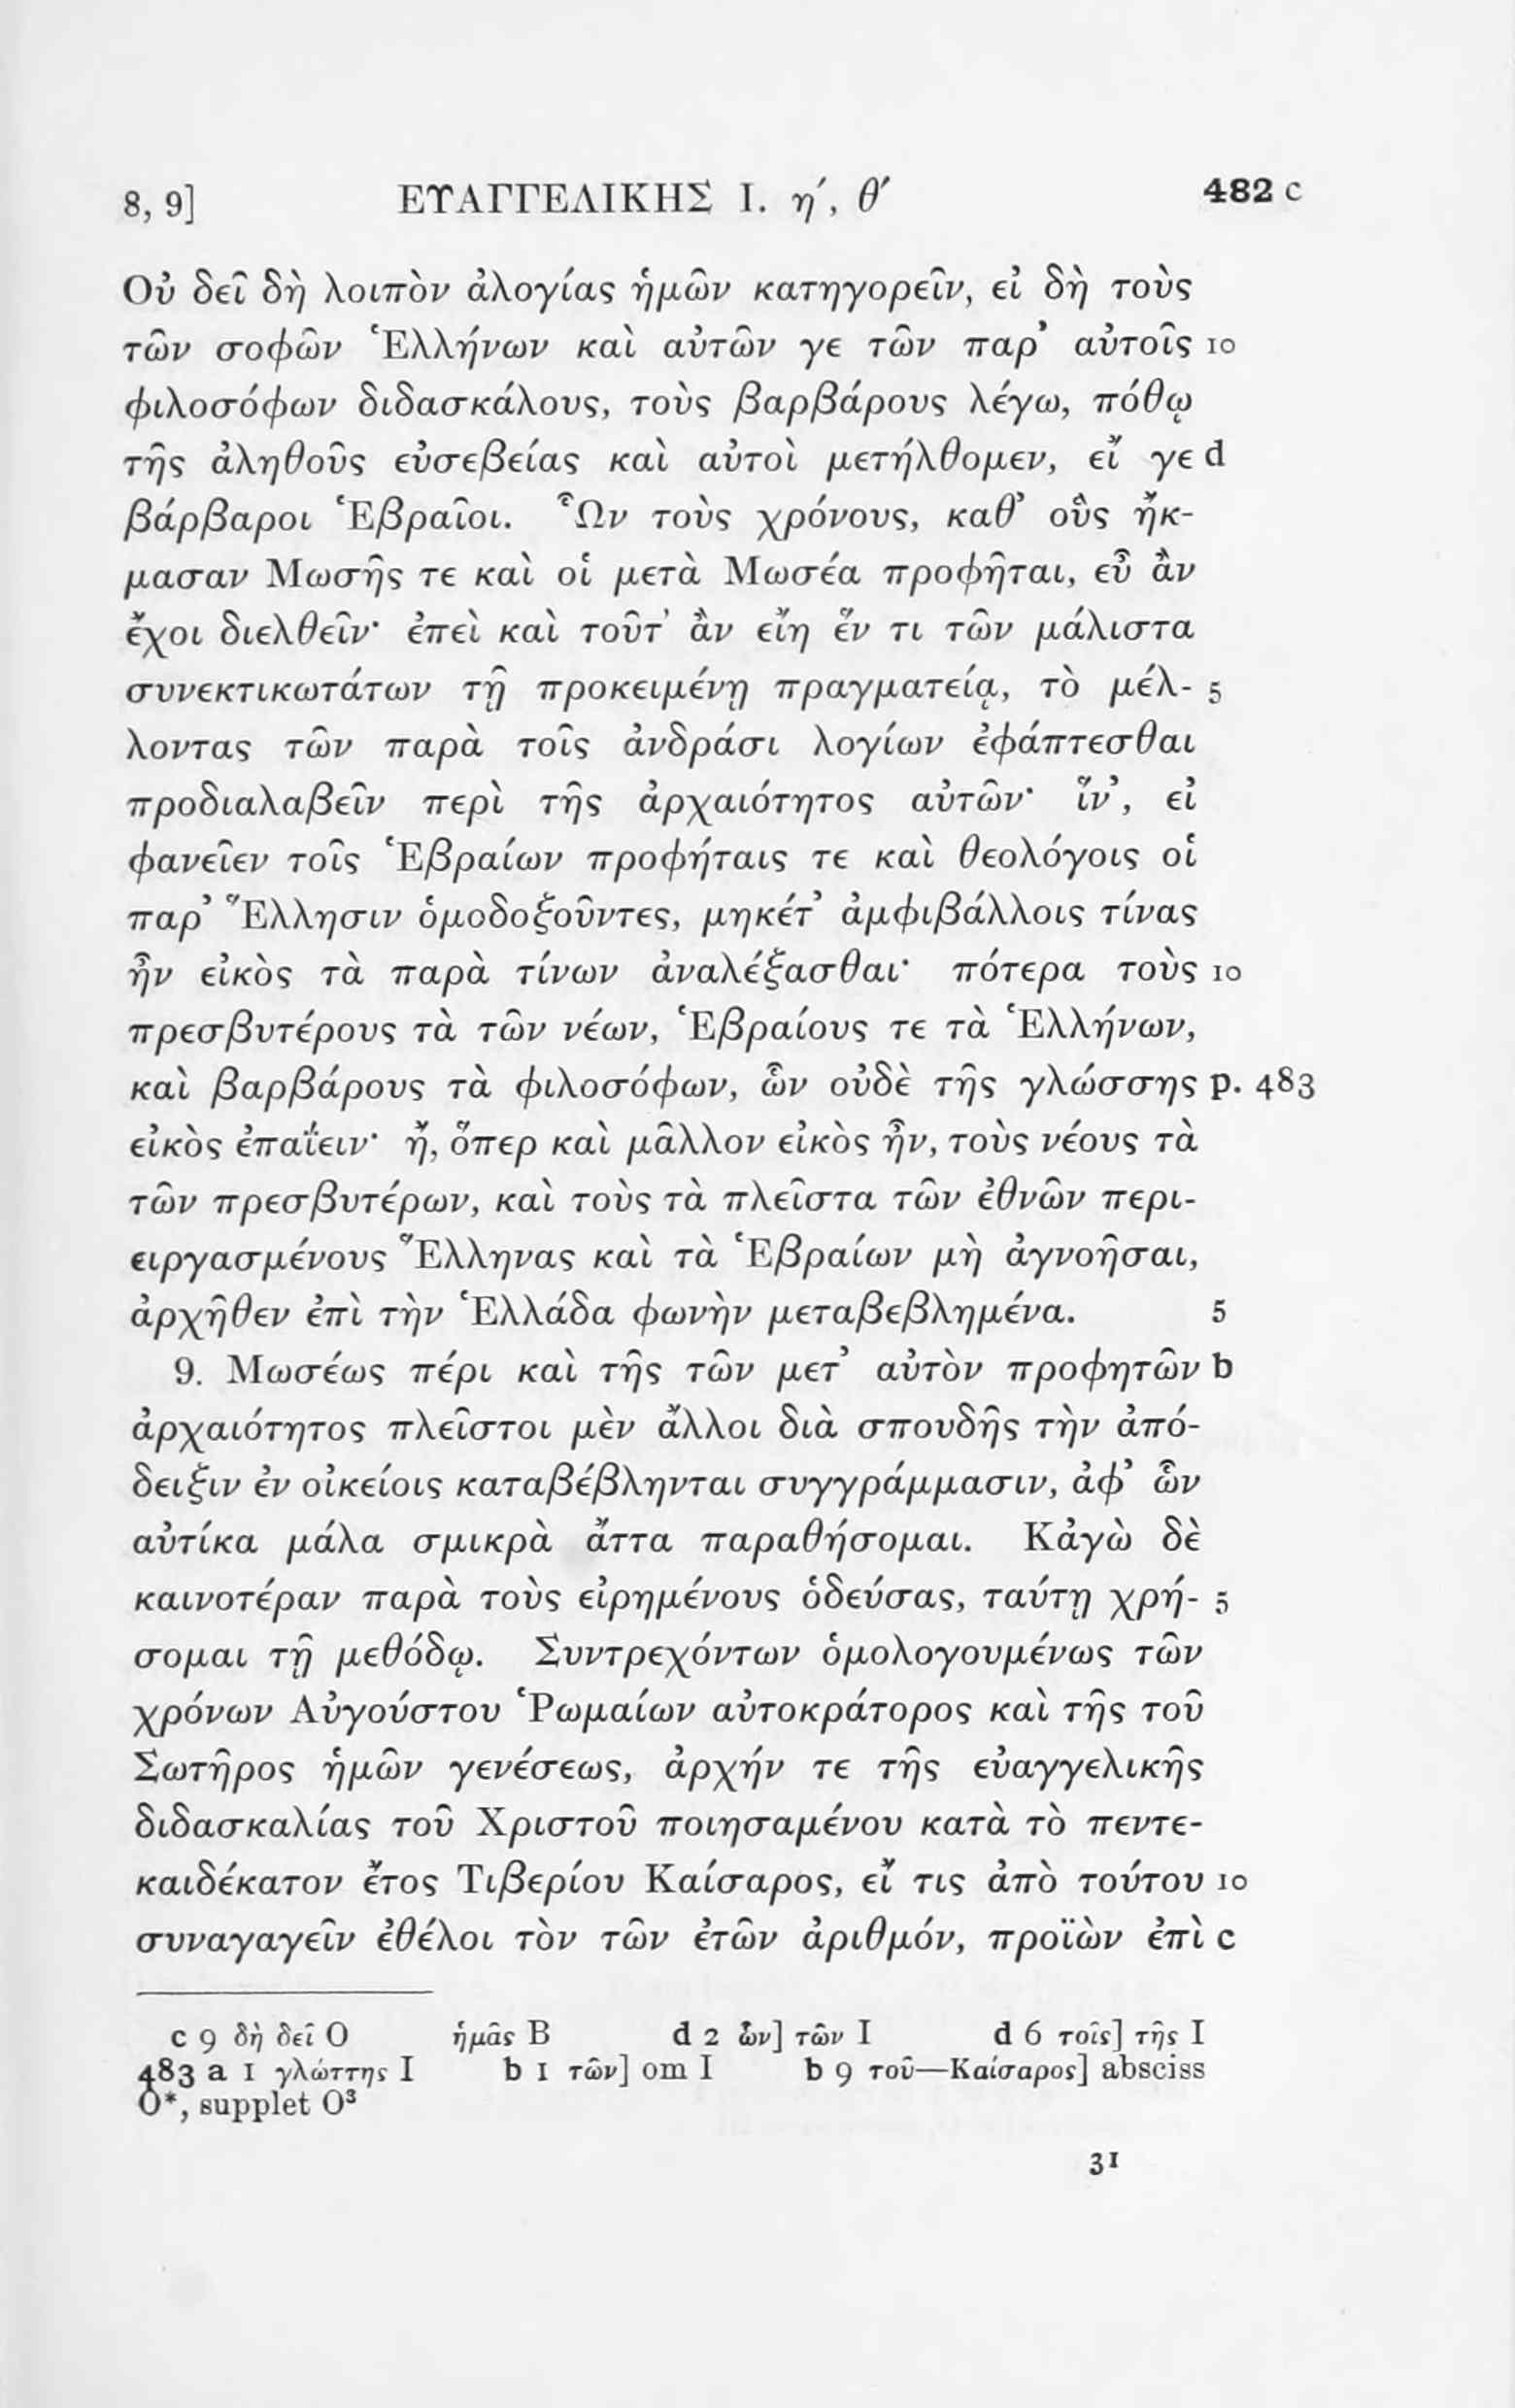 8, 9] ΕΥΑΓΓΕΛΙΚΗΣ Ι. η´, θ´ 482 c
Οὐ δεῖ δὴ λοιπὸν ἀλογίας ἡμῶν κατηγορεῖν, εἰ δὴ τοὺς
τῶν σοφῶν Ἑλλήνων καὶ αὐτῶν γε τῶν παρ’ αὐτοῖς 10
φιλοσόφων διδασκάλους, τοὺς βαρβάρους λέγω, πόθῳ
τῆς ἀληθοῦς εὐσεβείας καὶ αὐτοὶ μετήλθομεν, εἴ γε d
βάρβαροι Ἑβραῖοι. Ὧν τοὺς χρόνους, καθ’ οὓς ἤκ-
μασαν Μωσῆς τε καὶ οἱ μετὰ Μωσέα προφῆται, εὖ ἂν
ἔχοι διελθεῖν· ἐπεὶ καὶ τοῦτ’ ἂν εἴη ἕν τι τῶν μάλιστα
συνεκτικωτάτων τῇ προκειμένῃ πραγματείᾳ, τὸ μέλ- 5
λοντας τῶν παρὰ τοῖς ἀνδράσι λογίων ἐφάπτεσθαι
προδιαλαβεῖν περὶ τῆς ἀρχαιότητος αὐτῶν· ἵν’, εἰ
φανεῖεν τοῖς Ἑβραίων προφήταις τε καὶ θεολόγοις οἱ
παρ’ Ἕλλησιν ὁμοδοξοῦντες, μηκέτ’ ἀμφιβάλλοις τίνας
ἦν εἰκὸς τὰ παρὰ τίνων ἀναλέξασθαι· πότερα τοὺς 10
πρεσβυτέρους τὰ τῶν νέων, Ἑβραίους τε τὰ Ἑλλήνων,
καὶ βαρβάρους τὰ φιλοσόφων, ὧν οὐδὲ τῆς γλώσσης p. 483
εἰκὸς ἐπαΐειν· ἤ, ὅπερ καὶ μᾶλλον εἰκὸς ἦν, τοὺς νέους τὰ
τῶν πρεσβυτέρων, καὶ τοὺς τὰ πλεῖστα τῶν ἐθνῶν περι-
ειργασμένους Ἕλληνας καὶ τὰ Ἑβραίων μὴ ἀγνοῆσαι,
ἀρχῆθεν ἐπὶ τὴν Ἑλλάδα φωνὴν μεταβεβλημένα. 5
9. Μωσέως πέρι καὶ τῆς τῶν μετ’ αὐτὸν προφητῶν b
ἀρχαιότητος πλεῖστοι μὲν ἄλλοι διὰ σπουδῆς τὴν ἀπό-
δειξιν ἐν οἰκείοις καταβέβληνται συγγράμμασιν, ἀφ’ ὧν
αὐτίκα μάλα σμικρὰ ἄττα παραθήσομαι. Κἀγὼ δὲ
καινοτέραν παρὰ τοὺς εἰρημένους ὁδεύσας, ταύτῃ χρή- 5
σομαι τῇ μεθόδῳ. Συντρεχόντων ὁμολογουμένως τῶν
χρόνων Αὐγούστου Ῥωμαίων αὐτοκράτορος καὶ τῆς τοῦ
Σωτῆρος ἡμῶν γενέσεως, ἀρχήν τε τῆς εὐαγγελικῆς
διδασκαλίας τοῦ Χριστοῦ ποιησαμένου κατὰ τὸ πεντε-
καιδέκατον ἔτος Τιβερίου Καίσαρος, εἴ τις ἀπὸ τούτου 10
συναγαγεῖν ἐθέλοι τὸν τῶν ἐτῶν ἀριθμόν, προϊὼν ἐπὶ c
c 9 δὴ δεῖ O ἡμᾶς B d 2 ὧν] τῶν I d 6 τοῖς] τῆς I
483 a 1 γλώττης I b 1 τῶν] om I b 9 τοῦ—Καίσαρος] absciss
O*, supplet O³
31